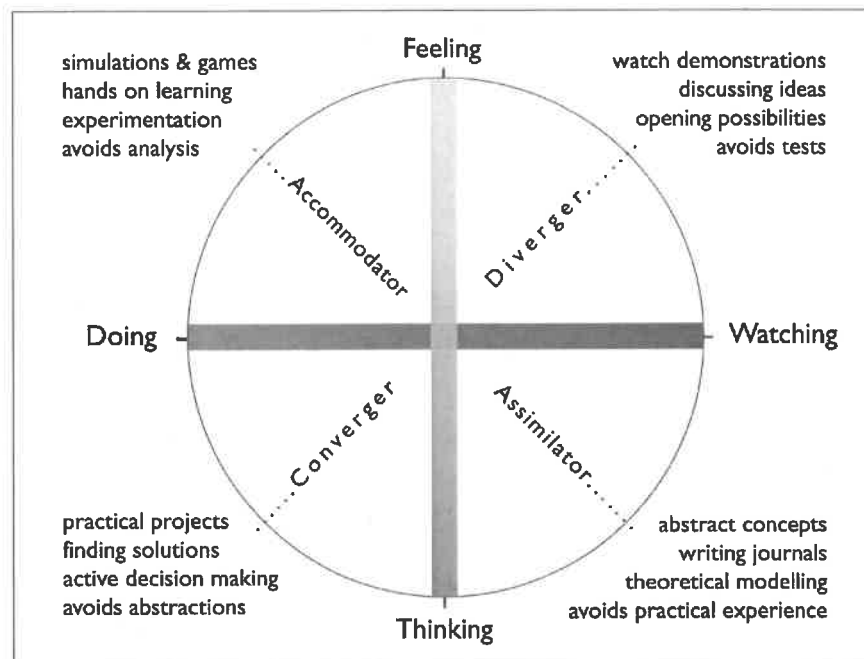 Feeling
simulations & games
hands on learning
experimentation
avoids analysis
watch demonstrations
discussing ideas
opening possibilities
avoids tests
Accommodator
Diverger
Doing
Watching
Converger
Assimilator
practical projects
finding solutions
active decision making
avoids abstractions
abstract concepts
writing journals
theoretical modelling
avoids practical experience
Thinking